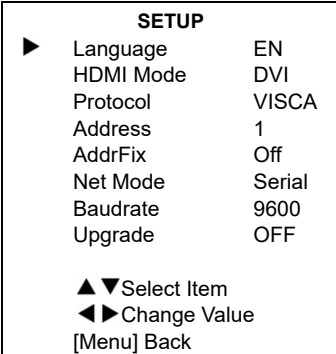 SETUP
▶ Language EN
HDMI Mode DVI
Protocol VISCA
Address 1
AddrFix Off
Net Mode Serial
Baudrate 9600
Upgrade OFF
▲▼Select Item
◀▶Change Value
[Menu] Back